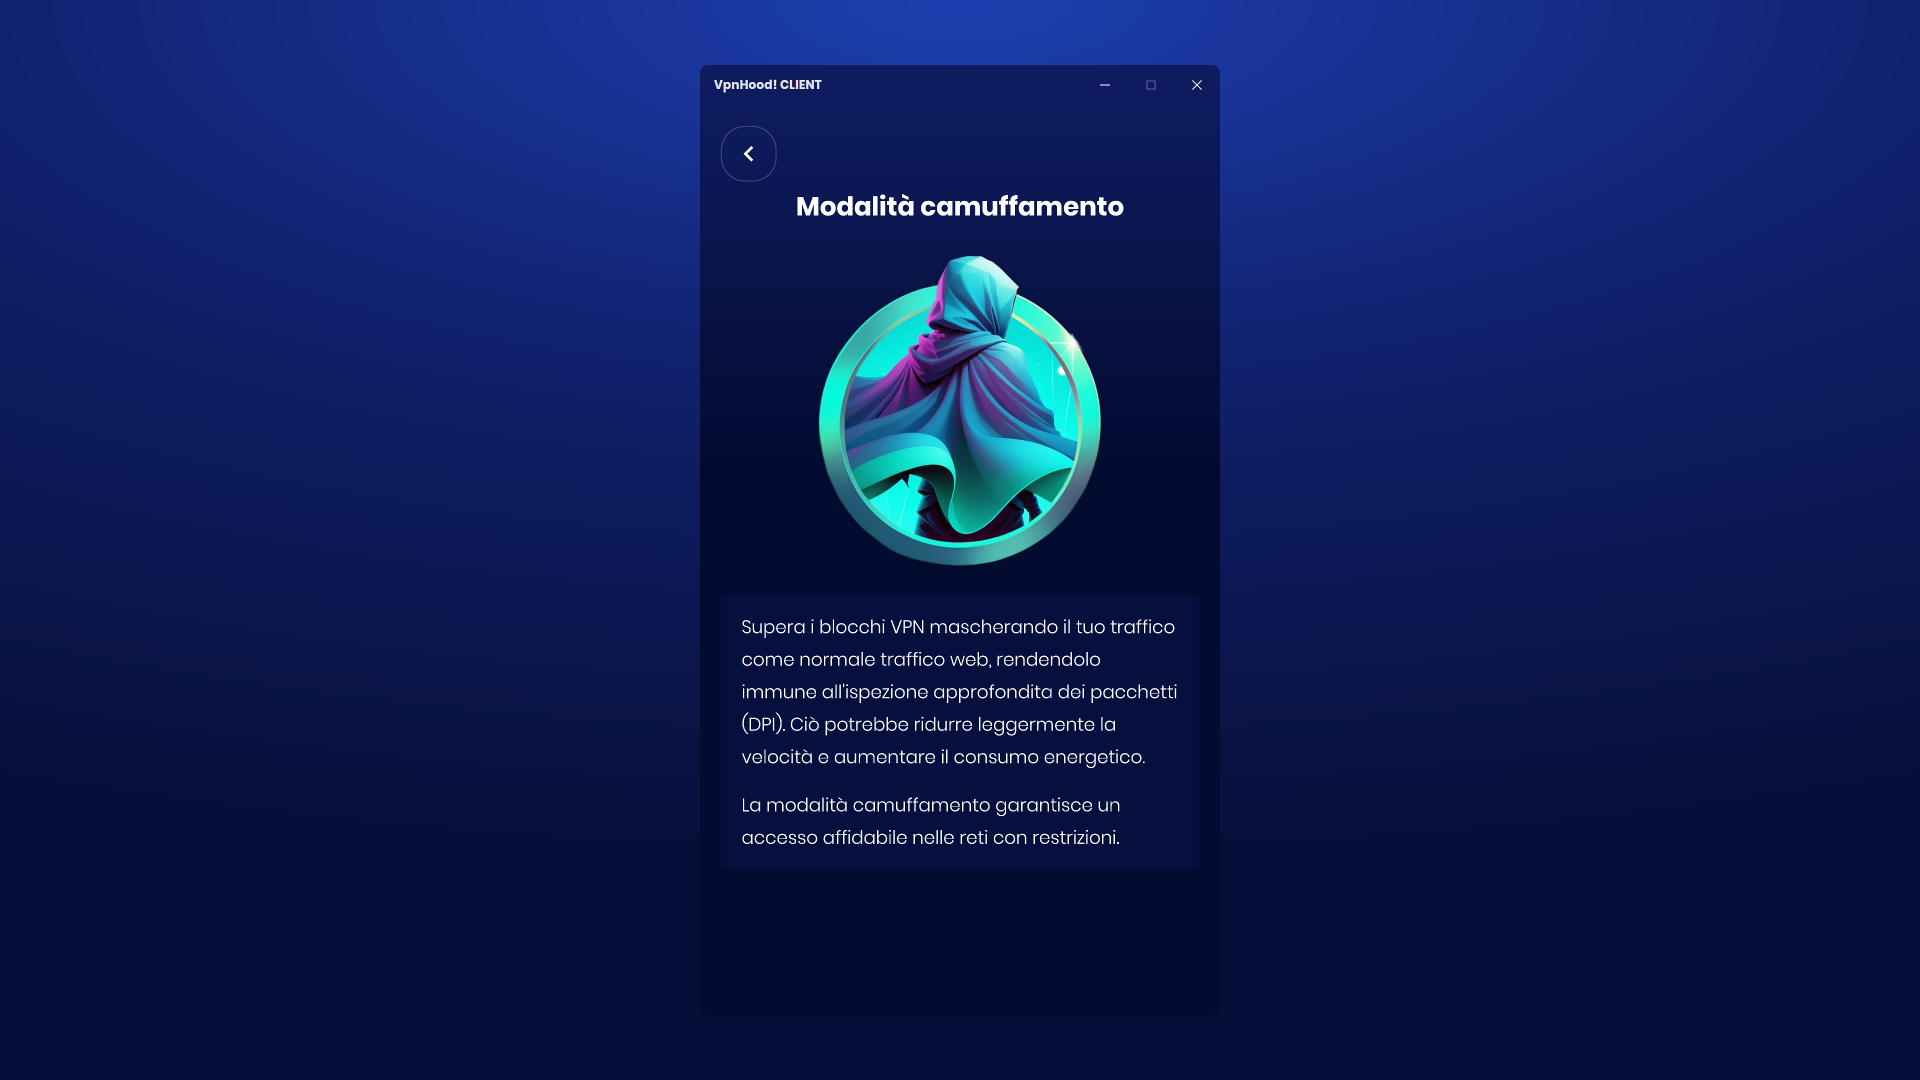 VpnHood! CLIENT
Modalità camuffamento
Supera i blocchi VPN mascherando il tuo traffico
come normale traffico web, rendendolo
immune all'ispezione approfondita dei pacchetti
(DPI). Ciò potrebbe ridurre leggermente la
velocità e aumentare il consumo energetico.
La modalità camuffamento garantisce un
accesso affidabile nelle reti con restrizioni.